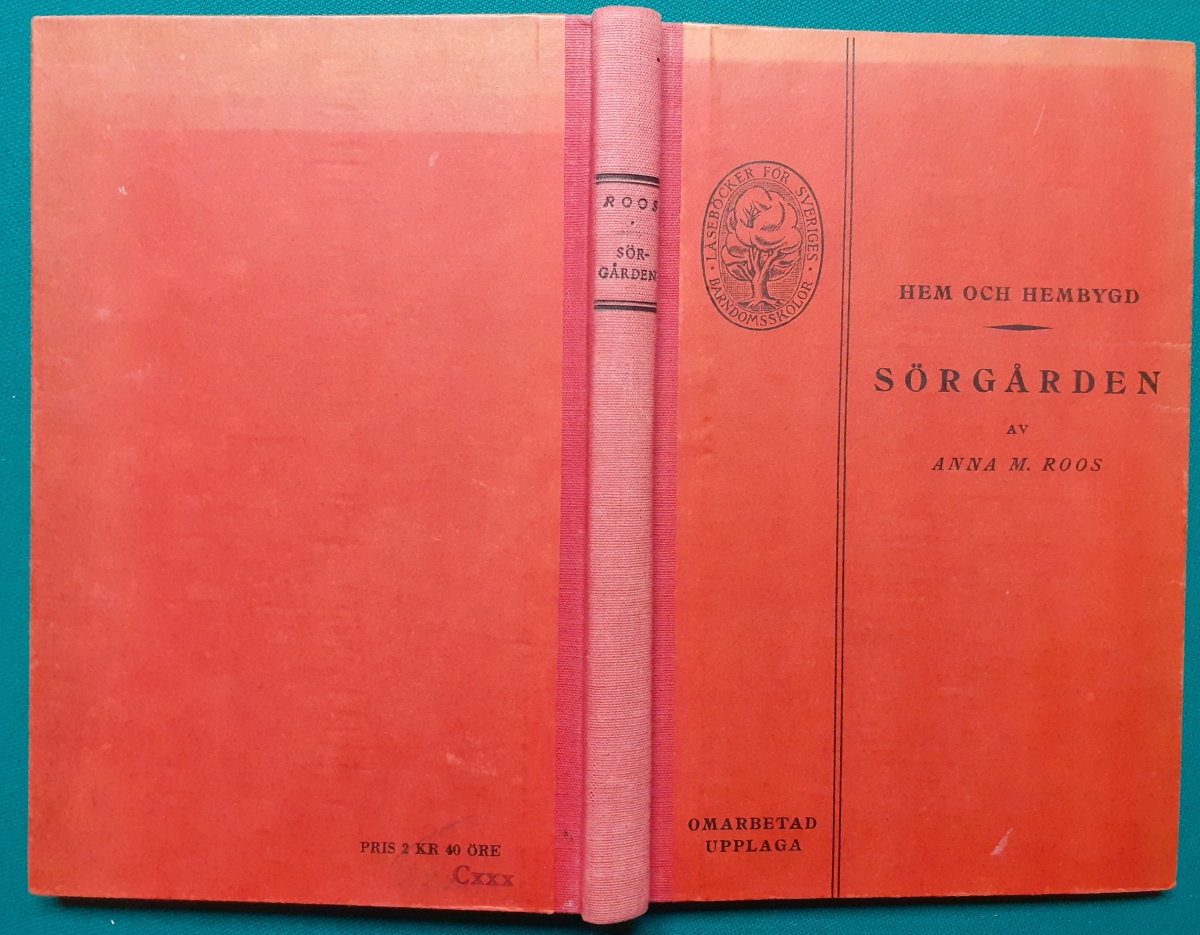 PRIS 2 KR 40 ÖRE
Cxxx
ROOS
SÖR-
GÅRDEN
· LÄSEBÖCKER FÖR SVERIGES ·
BARNDOMSSKOLOR
HEM OCH HEMBYGD
SÖRGÅRDEN
AV
ANNA M. ROOS
OMARBETAD
UPPLAGA